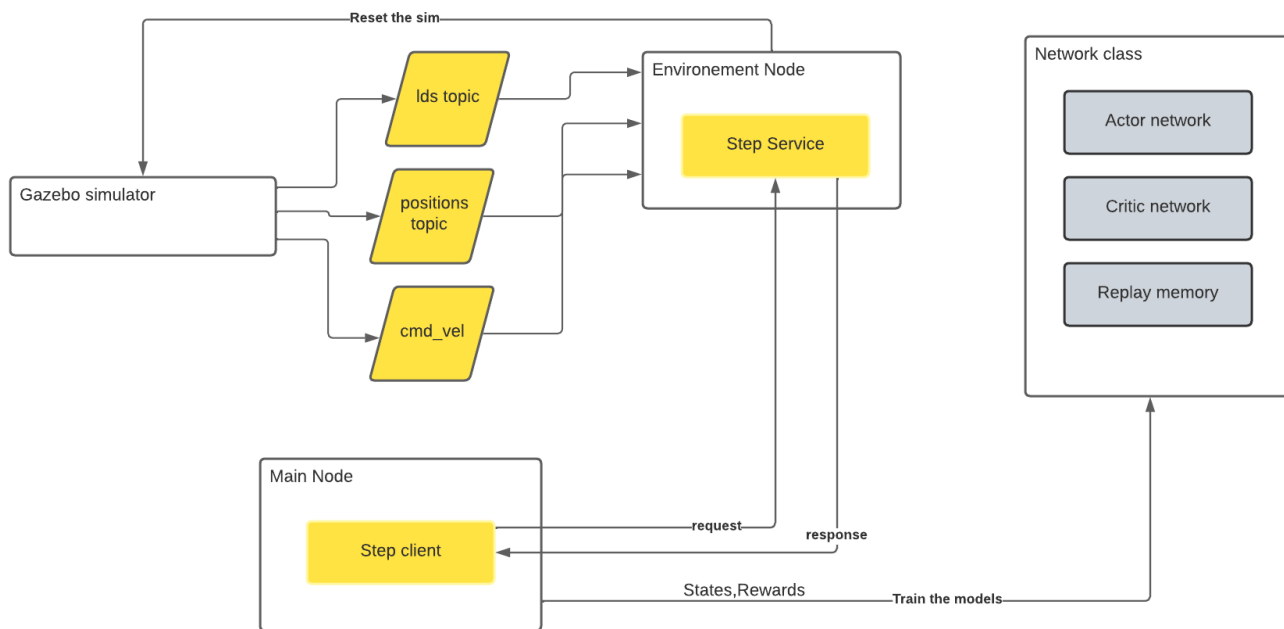 Reset the sim
lds topic
Environement Node
Step Service
Network class
Actor network
Critic network
Replay memory
Gazebo simulator
positions
topic
cmd_vel
Main Node
Step client
request
response
States,Rewards
Train the models